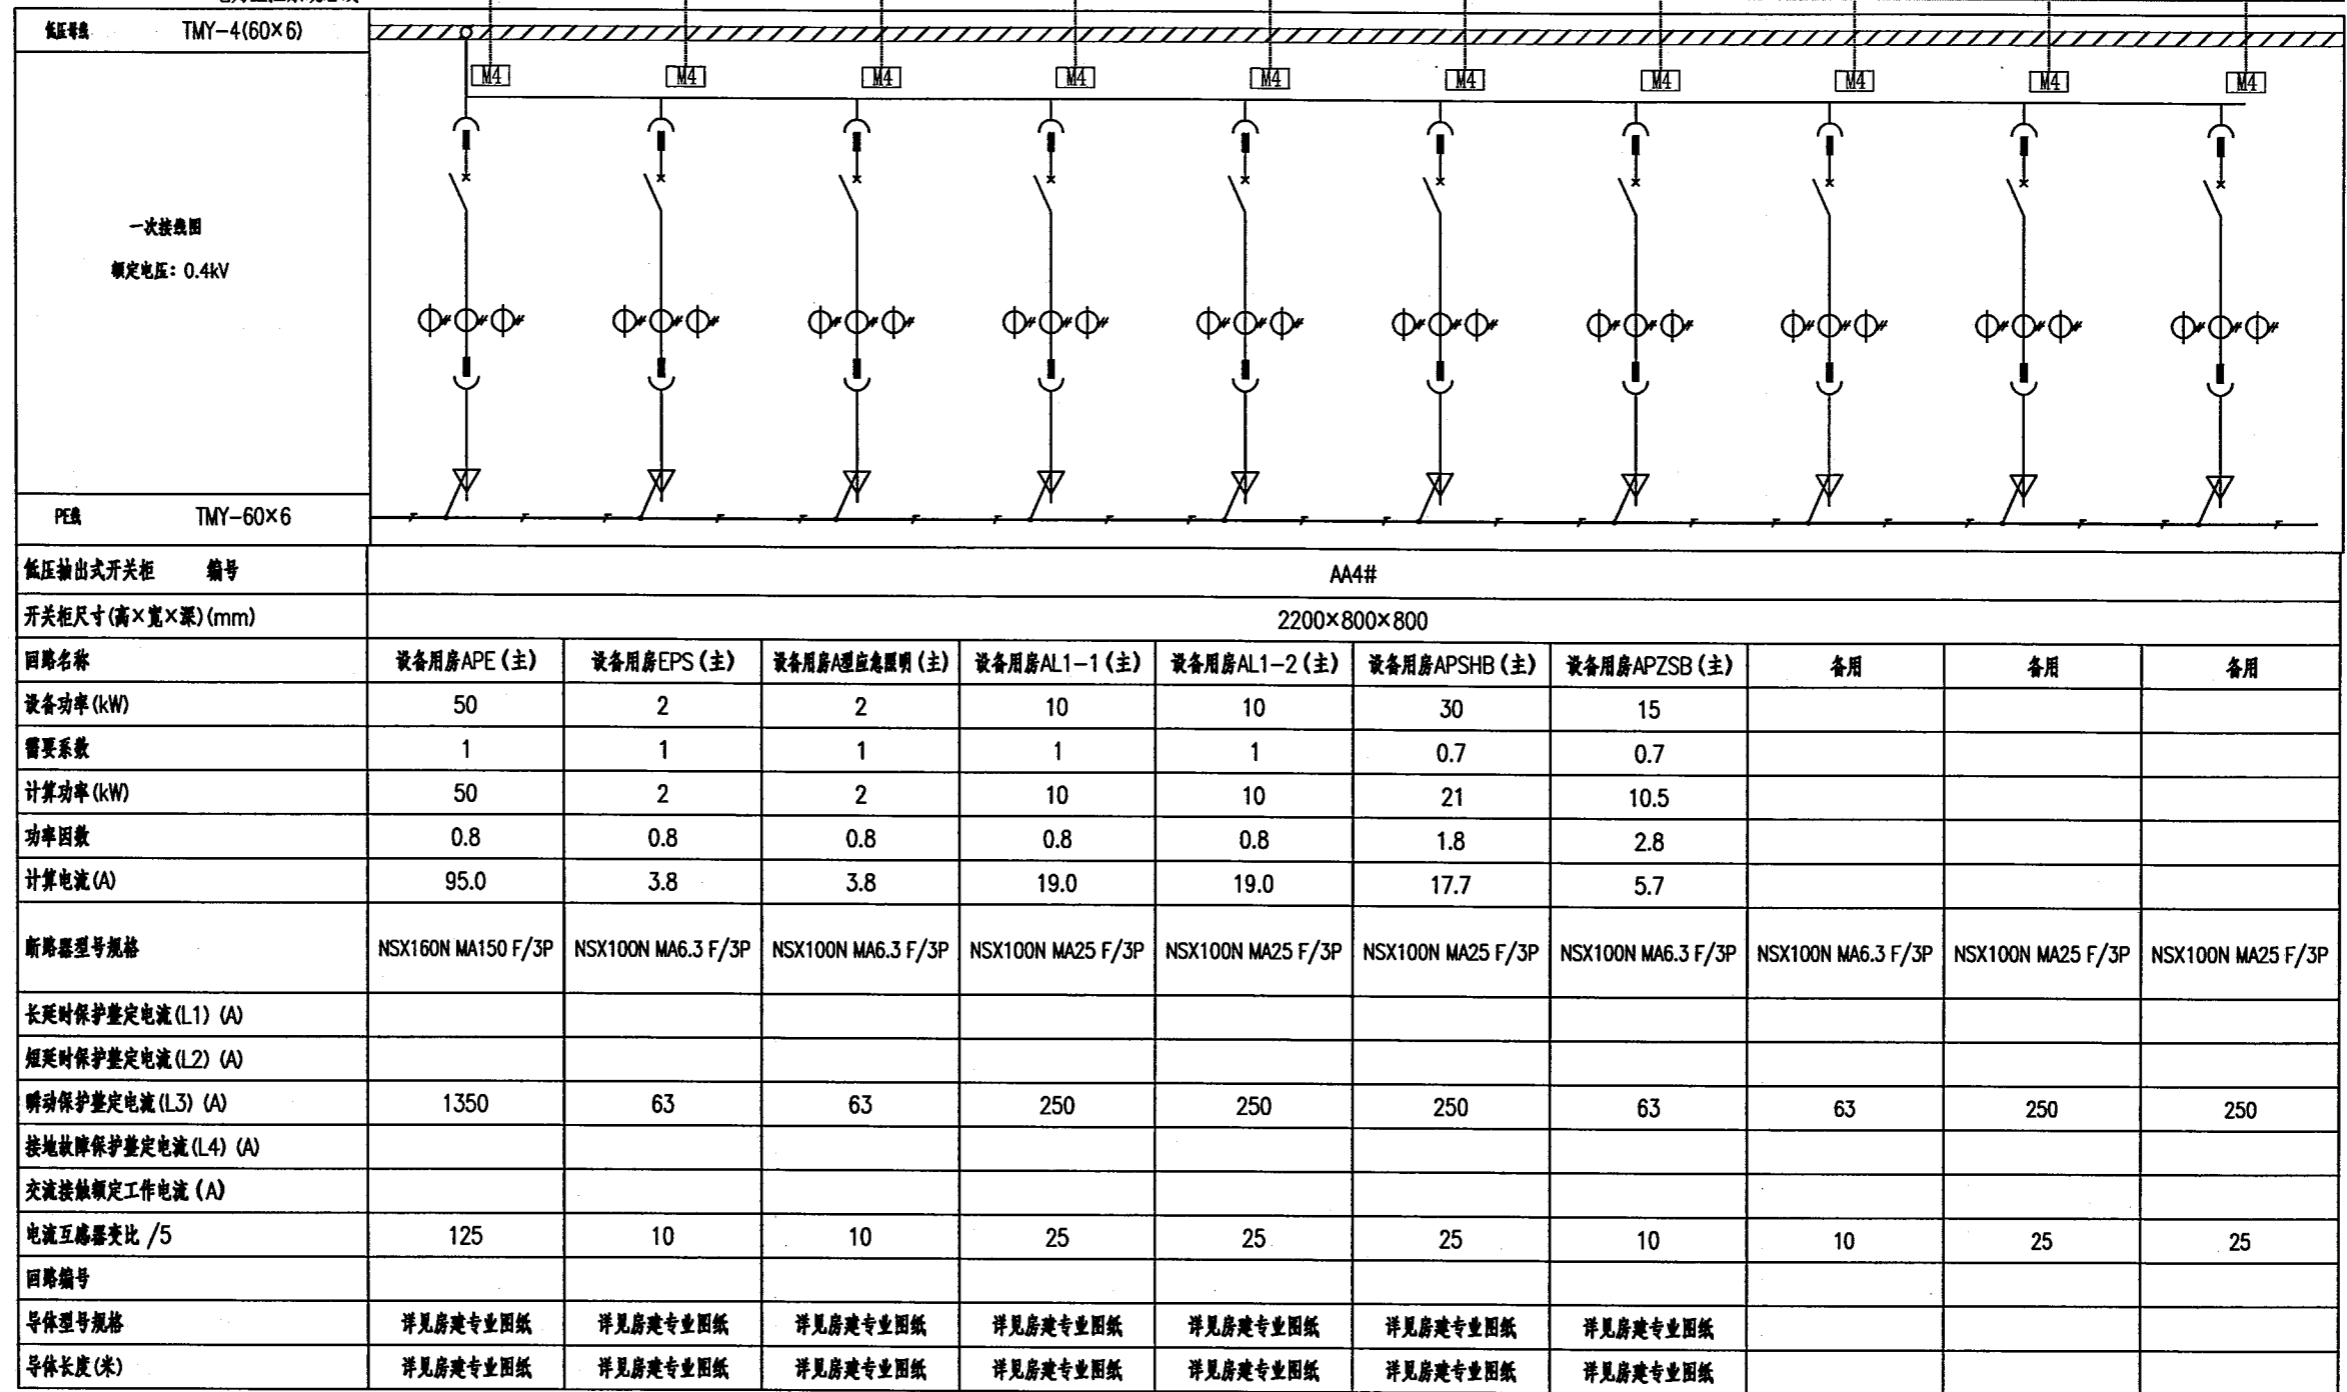 低压母线 TMY-4(60×6)
M4 M4 M4 M4 M4 M4 M4 M4 M4 M4
一次接线图
额定电压：0.4kV
PE线 TMY-60×6
低压抽出式开关柜 编号 AA4#
开关柜尺寸(高×宽×深)(mm) 2200×800×800
回路名称 设备用房APE（主） 设备用房EPS（主） 设备用房A型应急照明（主） 设备用房AL1-1（主） 设备用房AL1-2（主） 设备用房APSHB（主） 设备用房APZSB（主） 备用 备用 备用
设备功率(kW) 50 2 2 10 10 30 15
需要系数 1 1 1 1 1 0.7 0.7
计算功率(kW) 50 2 2 10 10 21 10.5
功率因数 0.8 0.8 0.8 0.8 0.8 1.8 2.8
计算电流(A) 95.0 3.8 3.8 19.0 19.0 17.7 5.7
断路器型号规格 NSX160N MA150 F/3P NSX100N MA6.3 F/3P NSX100N MA6.3 F/3P NSX100N MA25 F/3P NSX100N MA25 F/3P NSX100N MA25 F/3P NSX100N MA6.3 F/3P NSX100N MA6.3 F/3P NSX100N MA25 F/3P NSX100N MA25 F/3P
长延时保护整定电流(L1) (A)
短延时保护整定电流(L2) (A)
瞬动保护整定电流(L3) (A) 1350 63 63 250 250 250 63 63 250 250
接地故障保护整定电流(L4) (A)
交流接触额定工作电流 (A)
电流互感器变比 /5 125 10 10 25 25 25 10 10 25 25
回路编号
导体型号规格 详见房建专业图纸 详见房建专业图纸 详见房建专业图纸 详见房建专业图纸 详见房建专业图纸 详见房建专业图纸 详见房建专业图纸
导体长度(米) 详见房建专业图纸 详见房建专业图纸 详见房建专业图纸 详见房建专业图纸 详见房建专业图纸 详见房建专业图纸 详见房建专业图纸